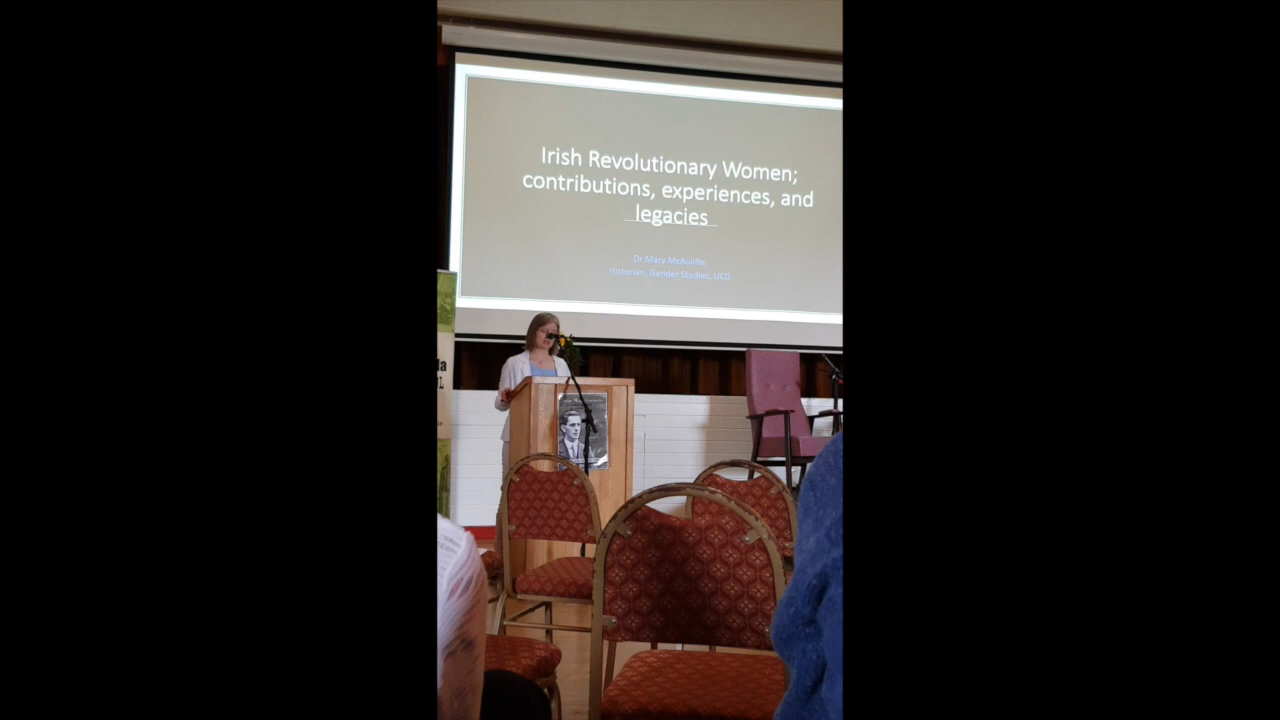 Irish Revolutionary Women;
contributions, experiences, and
legacies
Dr Mary McAuliffe,
Historian, Gender Studies, UCD